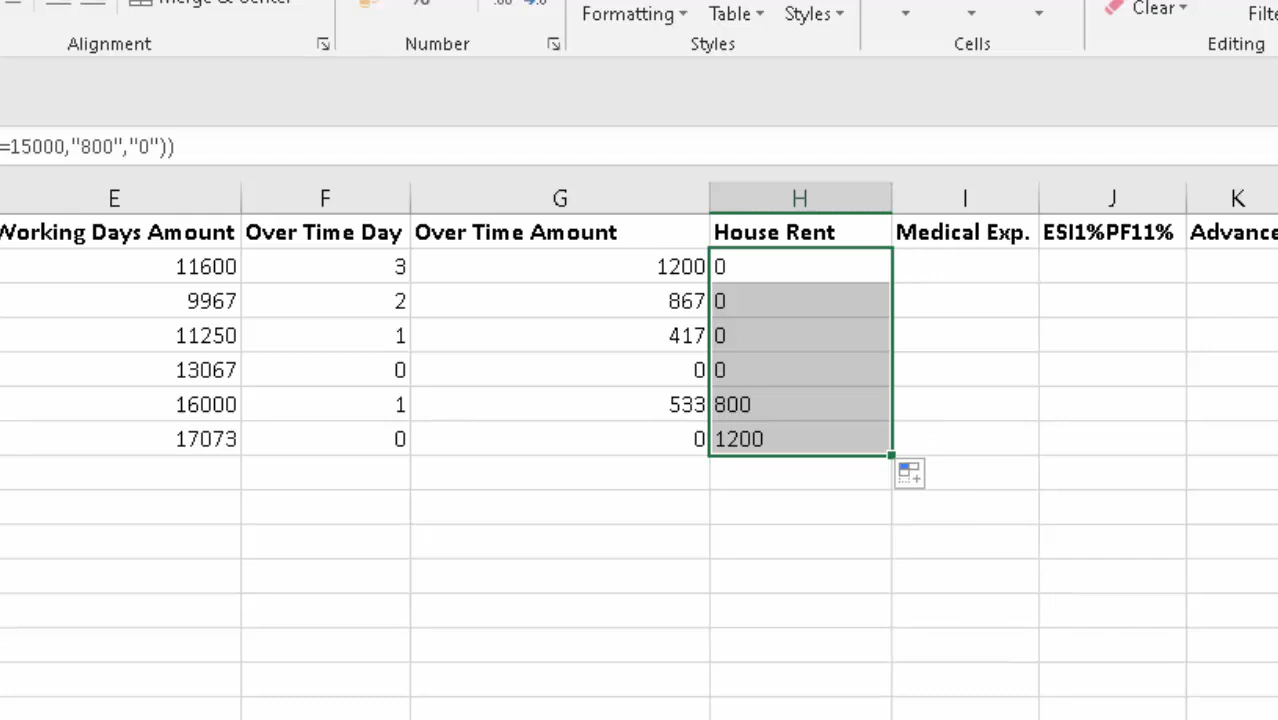 Merge & Center
%
Formatting Table Styles
Clear
Alignment Number Styles Cells Editing
=15000,"800","0"))
E F G H I J K
Working Days Amount Over Time Day Over Time Amount House Rent Medical Exp. ESI1%PF11% Advance
11600 3 1200 0
9967 2 867 0
11250 1 417 0
13067 0 0 0
16000 1 533 800
17073 0 0 1200